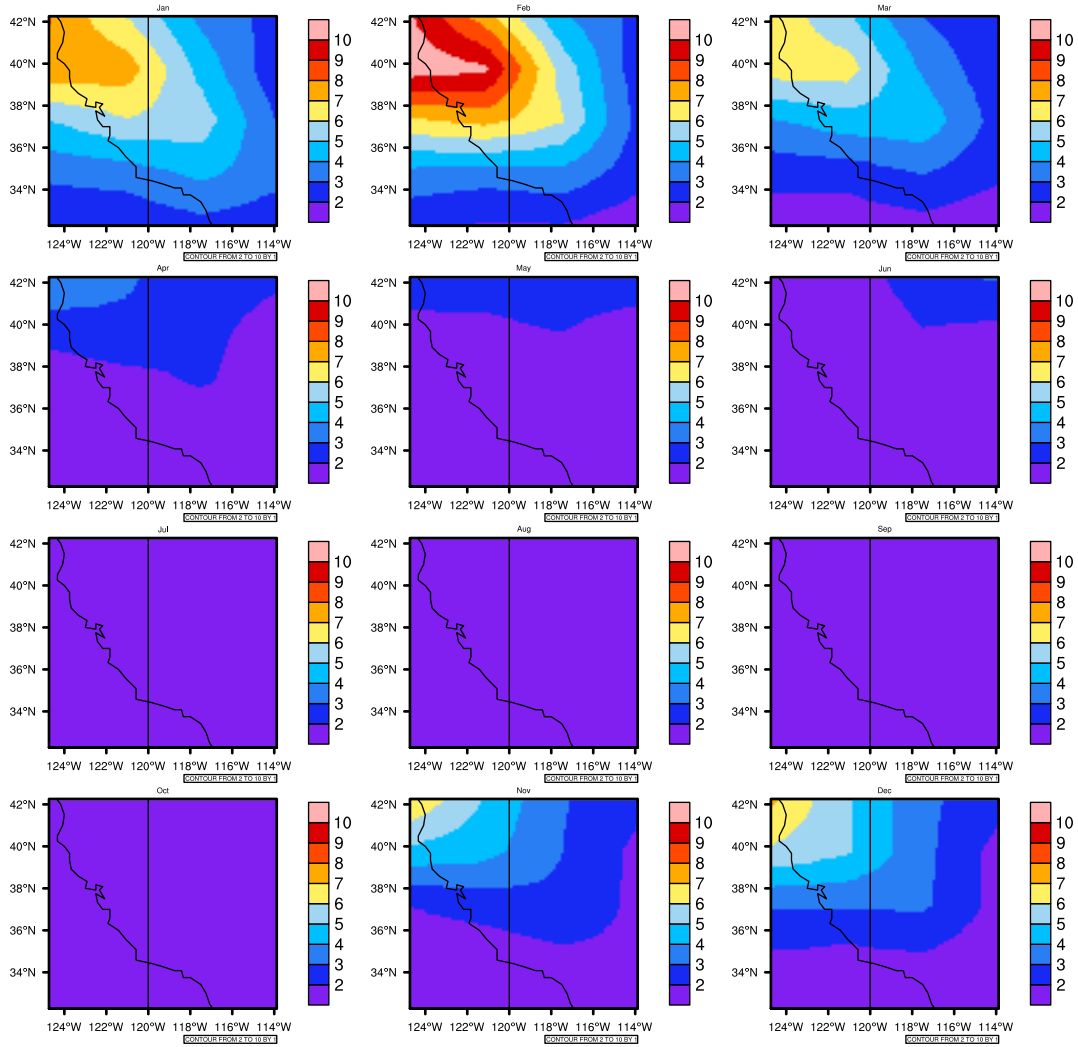 Jan Feb Mar
42°N 10 42°N 10 42°N 10
9 9 9
40°N 8 40°N 8 40°N 8
7 7 7
38°N 6 38°N 6 38°N 6
5 5 5
36°N 4 36°N 4 36°N 4
34°N 3 34°N 3 34°N 3
2 2 2
124°W 122°W 120°W 118°W 116°W 114°W 124°W 122°W 120°W 118°W 116°W 114°W 124°W 122°W 120°W 118°W 116°W 114°W
CONTOUR FROM 2 TO 10 BY 1 CONTOUR FROM 2 TO 10 BY 1 CONTOUR FROM 2 TO 10 BY 1
Apr May Jun
42°N 10 42°N 10 42°N 10
9 9 9
40°N 8 40°N 8 40°N 8
7 7 7
38°N 6 38°N 6 38°N 6
5 5 5
36°N 4 36°N 4 36°N 4
34°N 3 34°N 3 34°N 3
2 2 2
124°W 122°W 120°W 118°W 116°W 114°W 124°W 122°W 120°W 118°W 116°W 114°W 124°W 122°W 120°W 118°W 116°W 114°W
CONTOUR FROM 2 TO 10 BY 1 CONTOUR FROM 2 TO 10 BY 1 CONTOUR FROM 2 TO 10 BY 1
Jul Aug Sep
42°N 10 42°N 10 42°N 10
9 9 9
40°N 8 40°N 8 40°N 8
7 7 7
38°N 6 38°N 6 38°N 6
5 5 5
36°N 4 36°N 4 36°N 4
34°N 3 34°N 3 34°N 3
2 2 2
124°W 122°W 120°W 118°W 116°W 114°W 124°W 122°W 120°W 118°W 116°W 114°W 124°W 122°W 120°W 118°W 116°W 114°W
CONTOUR FROM 2 TO 10 BY 1 CONTOUR FROM 2 TO 10 BY 1 CONTOUR FROM 2 TO 10 BY 1
Oct Nov Dec
42°N 10 42°N 10 42°N 10
9 9 9
40°N 8 40°N 8 40°N 8
7 7 7
38°N 6 38°N 6 38°N 6
5 5 5
36°N 4 36°N 4 36°N 4
34°N 3 34°N 3 34°N 3
2 2 2
124°W 122°W 120°W 118°W 116°W 114°W 124°W 122°W 120°W 118°W 116°W 114°W 124°W 122°W 120°W 118°W 116°W 114°W
CONTOUR FROM 2 TO 10 BY 1 CONTOUR FROM 2 TO 10 BY 1 CONTOUR FROM 2 TO 10 BY 1